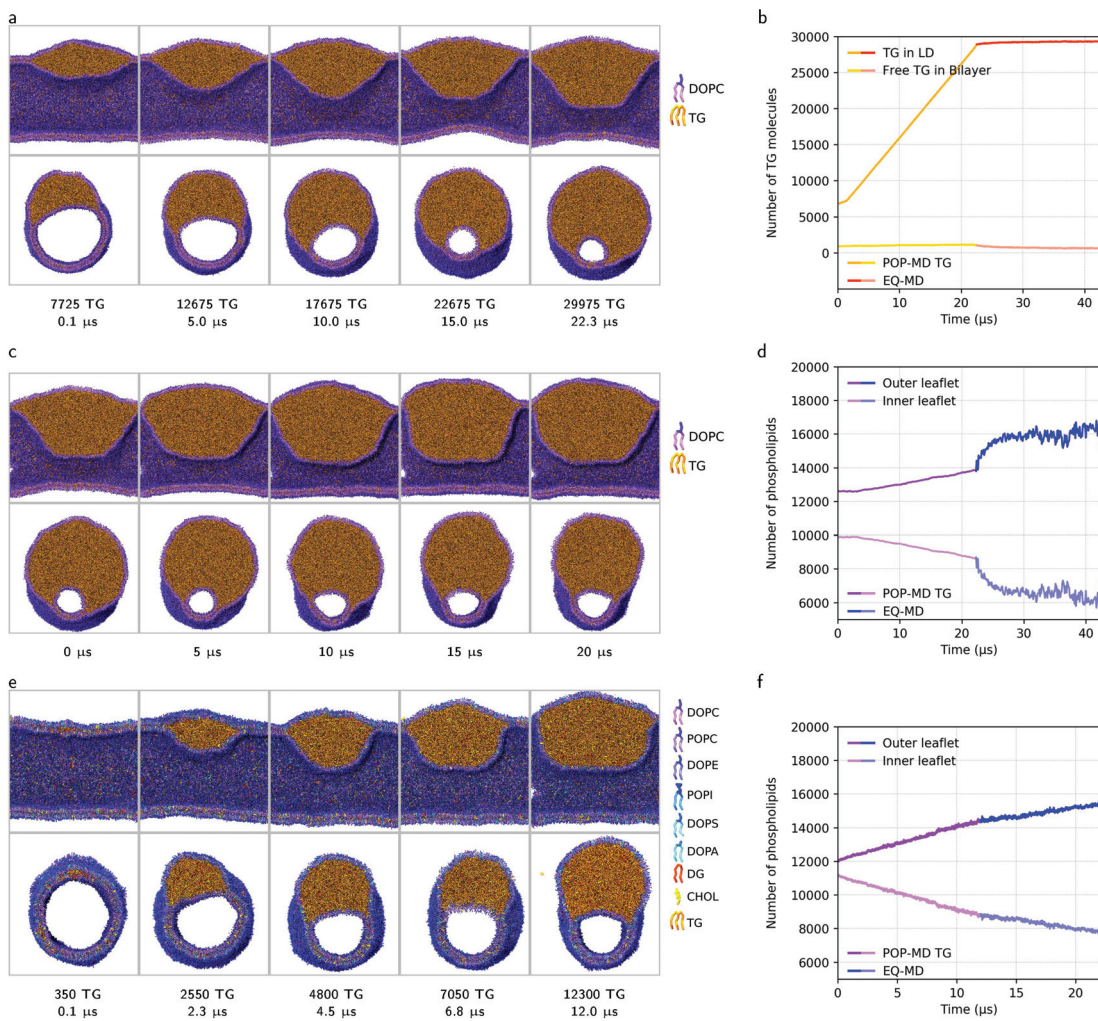 a
DOPC
TG
7725 TG
0.1 μs
12675 TG
5.0 μs
17675 TG
10.0 μs
22675 TG
15.0 μs
29975 TG
22.3 μs
b
Number of TG molecules
30000
25000
20000
15000
10000
5000
0
TG in LD
Free TG in Bilayer
POP-MD TG
EQ-MD
0 10 20 30 40
Time (μs)
c
DOPC
TG
0 μs
5 μs
10 μs
15 μs
20 μs
d
Number of phospholipids
20000
18000
16000
14000
12000
10000
8000
6000
Outer leaflet
Inner leaflet
POP-MD TG
EQ-MD
0 10 20 30 40
Time (μs)
e
DOPC
POPC
DOPE
POPI
DOPS
DOPA
DG
CHOL
TG
350 TG
0.1 μs
2550 TG
2.3 μs
4800 TG
4.5 μs
7050 TG
6.8 μs
12300 TG
12.0 μs
f
Number of phospholipids
20000
18000
16000
14000
12000
10000
8000
6000
Outer leaflet
Inner leaflet
POP-MD TG
EQ-MD
0 5 10 15 20
Time (μs)